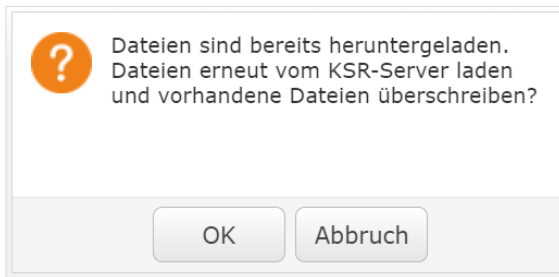 ?
Dateien sind bereits heruntergeladen.
Dateien erneut vom KSR-Server laden
und vorhandene Dateien überschreiben?
OK
Abbruch